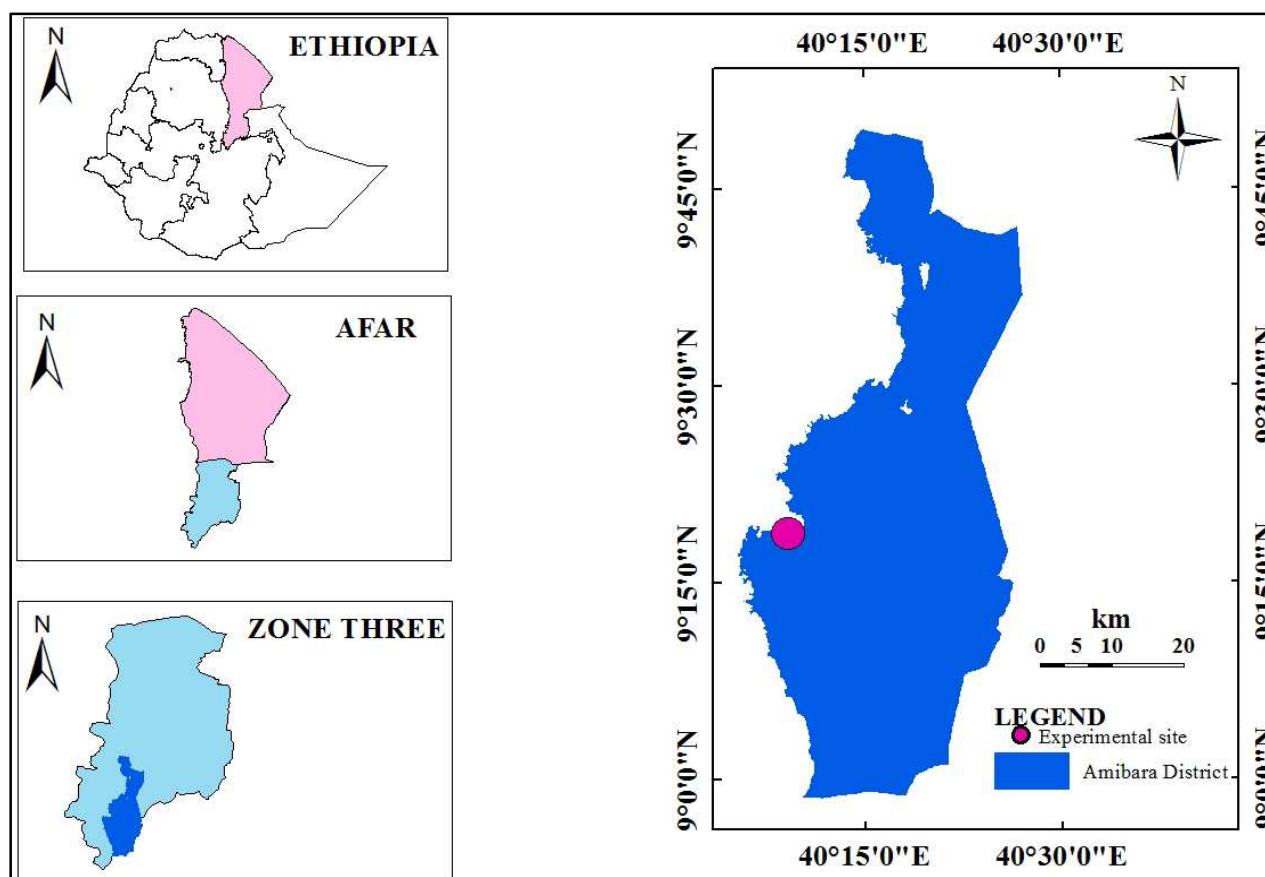 N
ETHIOPIA
N
AFAR
N
ZONE THREE
40°15'0"E 40°30'0"E
N
9°45'0"N 9°45'0"N
9°30'0"N 9°30'0"N
9°15'0"N 9°15'0"N
9°0'0"N 9°0'0"N
km
0 5 10 20
LEGEND
Experimental site
Amibara District
40°15'0"E 40°30'0"E